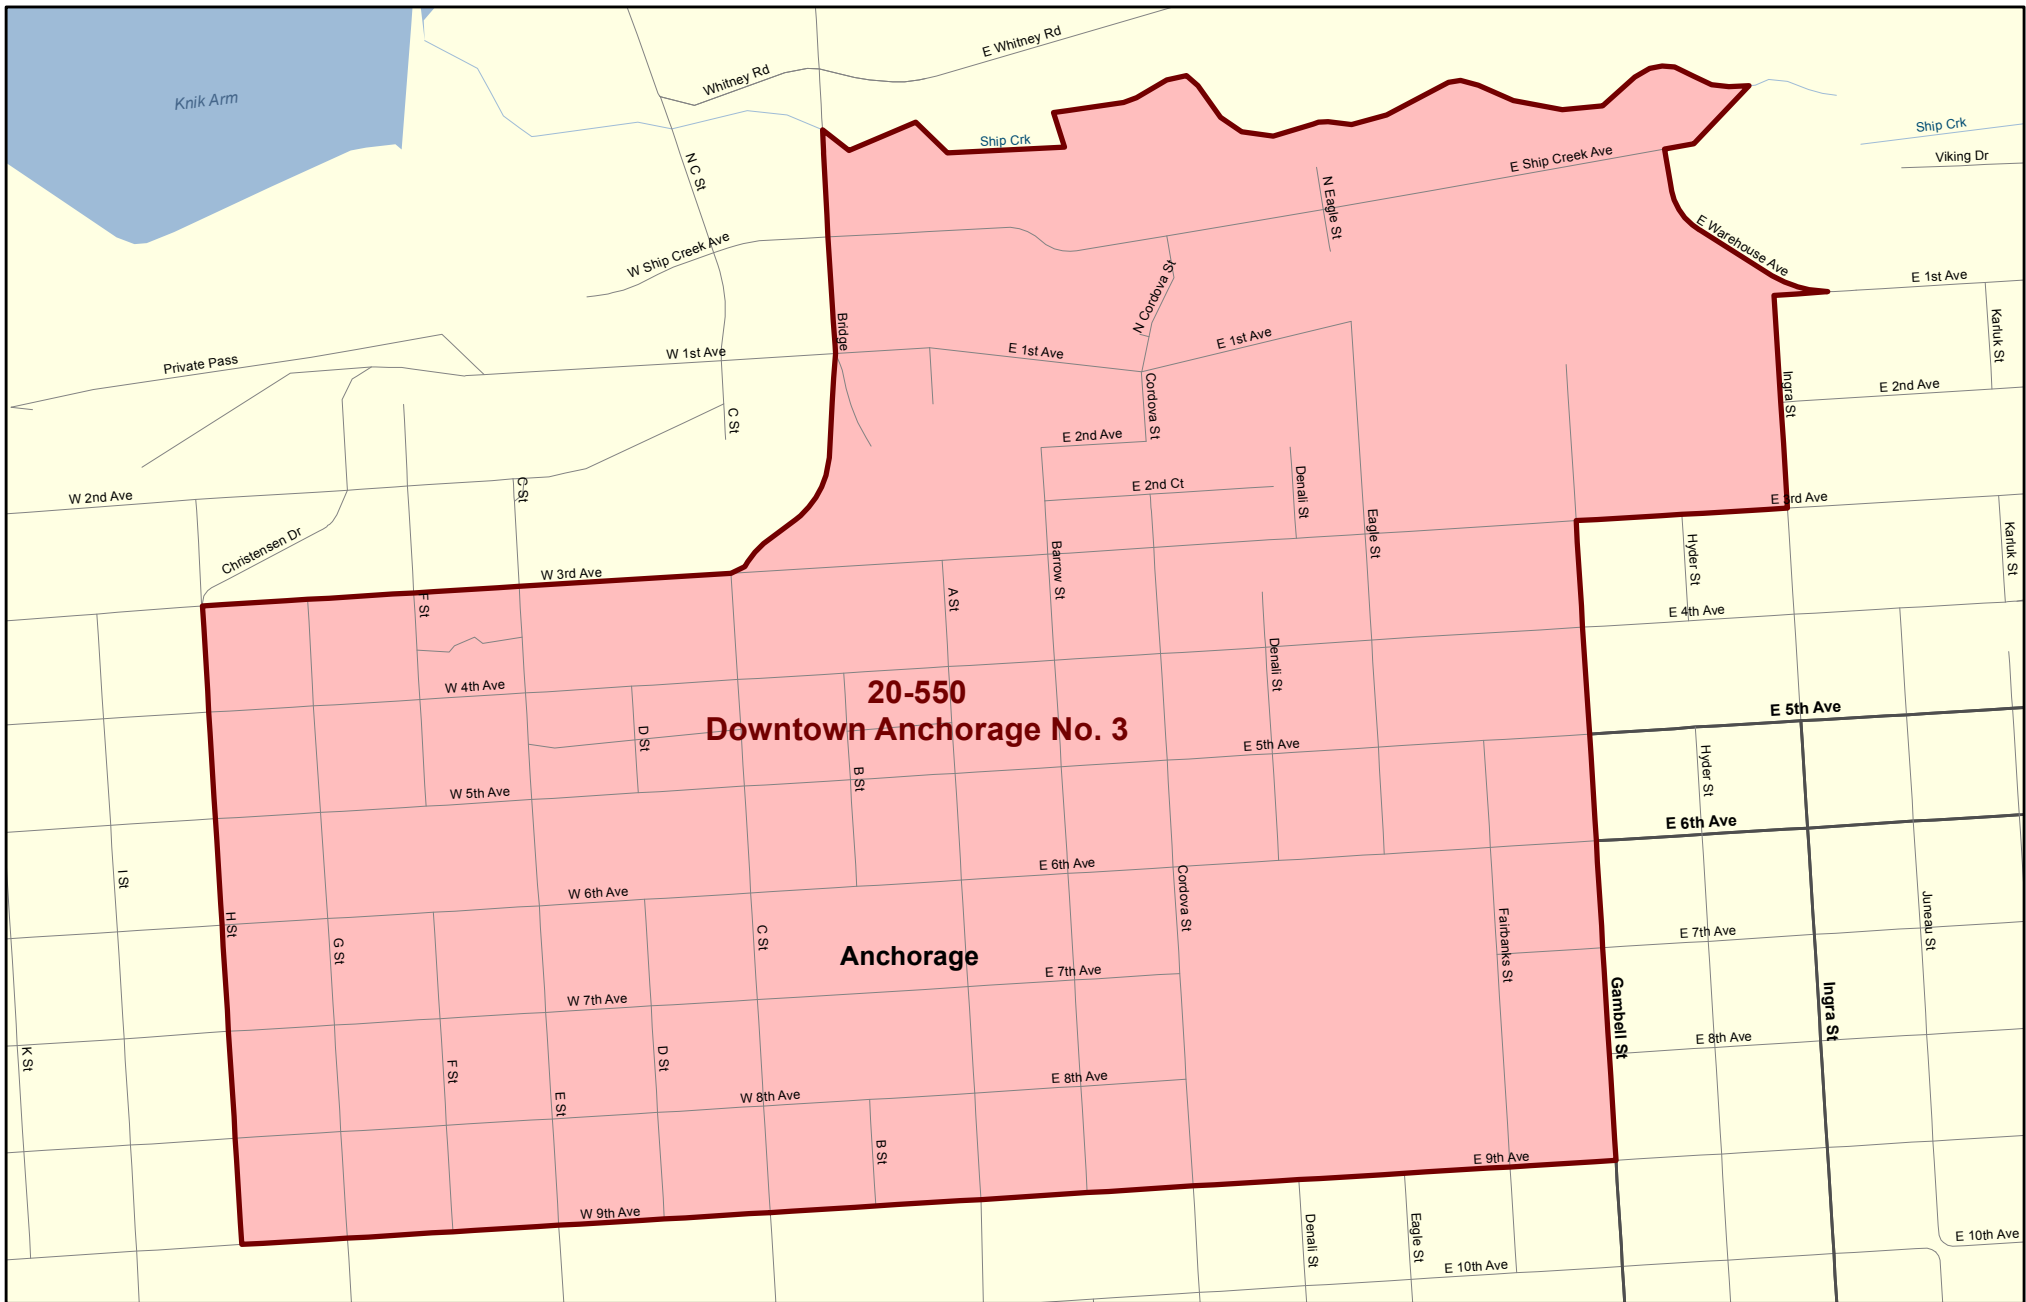 E Whitney Rd
Whitney Rd
Knik Arm
Ship Crk
Ship Crk
Viking Dr
E Ship Creek Ave
N C St
N Eagle St
W Ship Creek Ave
E Warehouse Ave
E 1st Ave
N Cordova St
Bridge
Karluk St
E 1st Ave
E 1st Ave
W 1st Ave
Private Pass
Ingra St
E 2nd Ave
Cordova St
C St
E 2nd Ave
E 2nd Ct
Denali St
C St
W 2nd Ave
E 3rd Ave
Eagle St
Christensen Dr
Barrow St
Hyder St
Karluk St
W 3rd Ave
F St
A St
E 4th Ave
Denali St
W 4th Ave
20-550
Downtown Anchorage No. 3
E 5th Ave
D St
E 5th Ave
B St
Hyder St
W 5th Ave
E 6th Ave
E 6th Ave
I St
W 6th Ave
Cordova St
H St
G St
C St
Fairbanks St
Juneau St
E 7th Ave
Anchorage
E 7th Ave
W 7th Ave
Gambell St
Ingra St
K St
F St
D St
E 8th Ave
E 8th Ave
W 8th Ave
E St
B St
E 9th Ave
W 9th Ave
Denali St
Eagle St
E 10th Ave
E 10th Ave